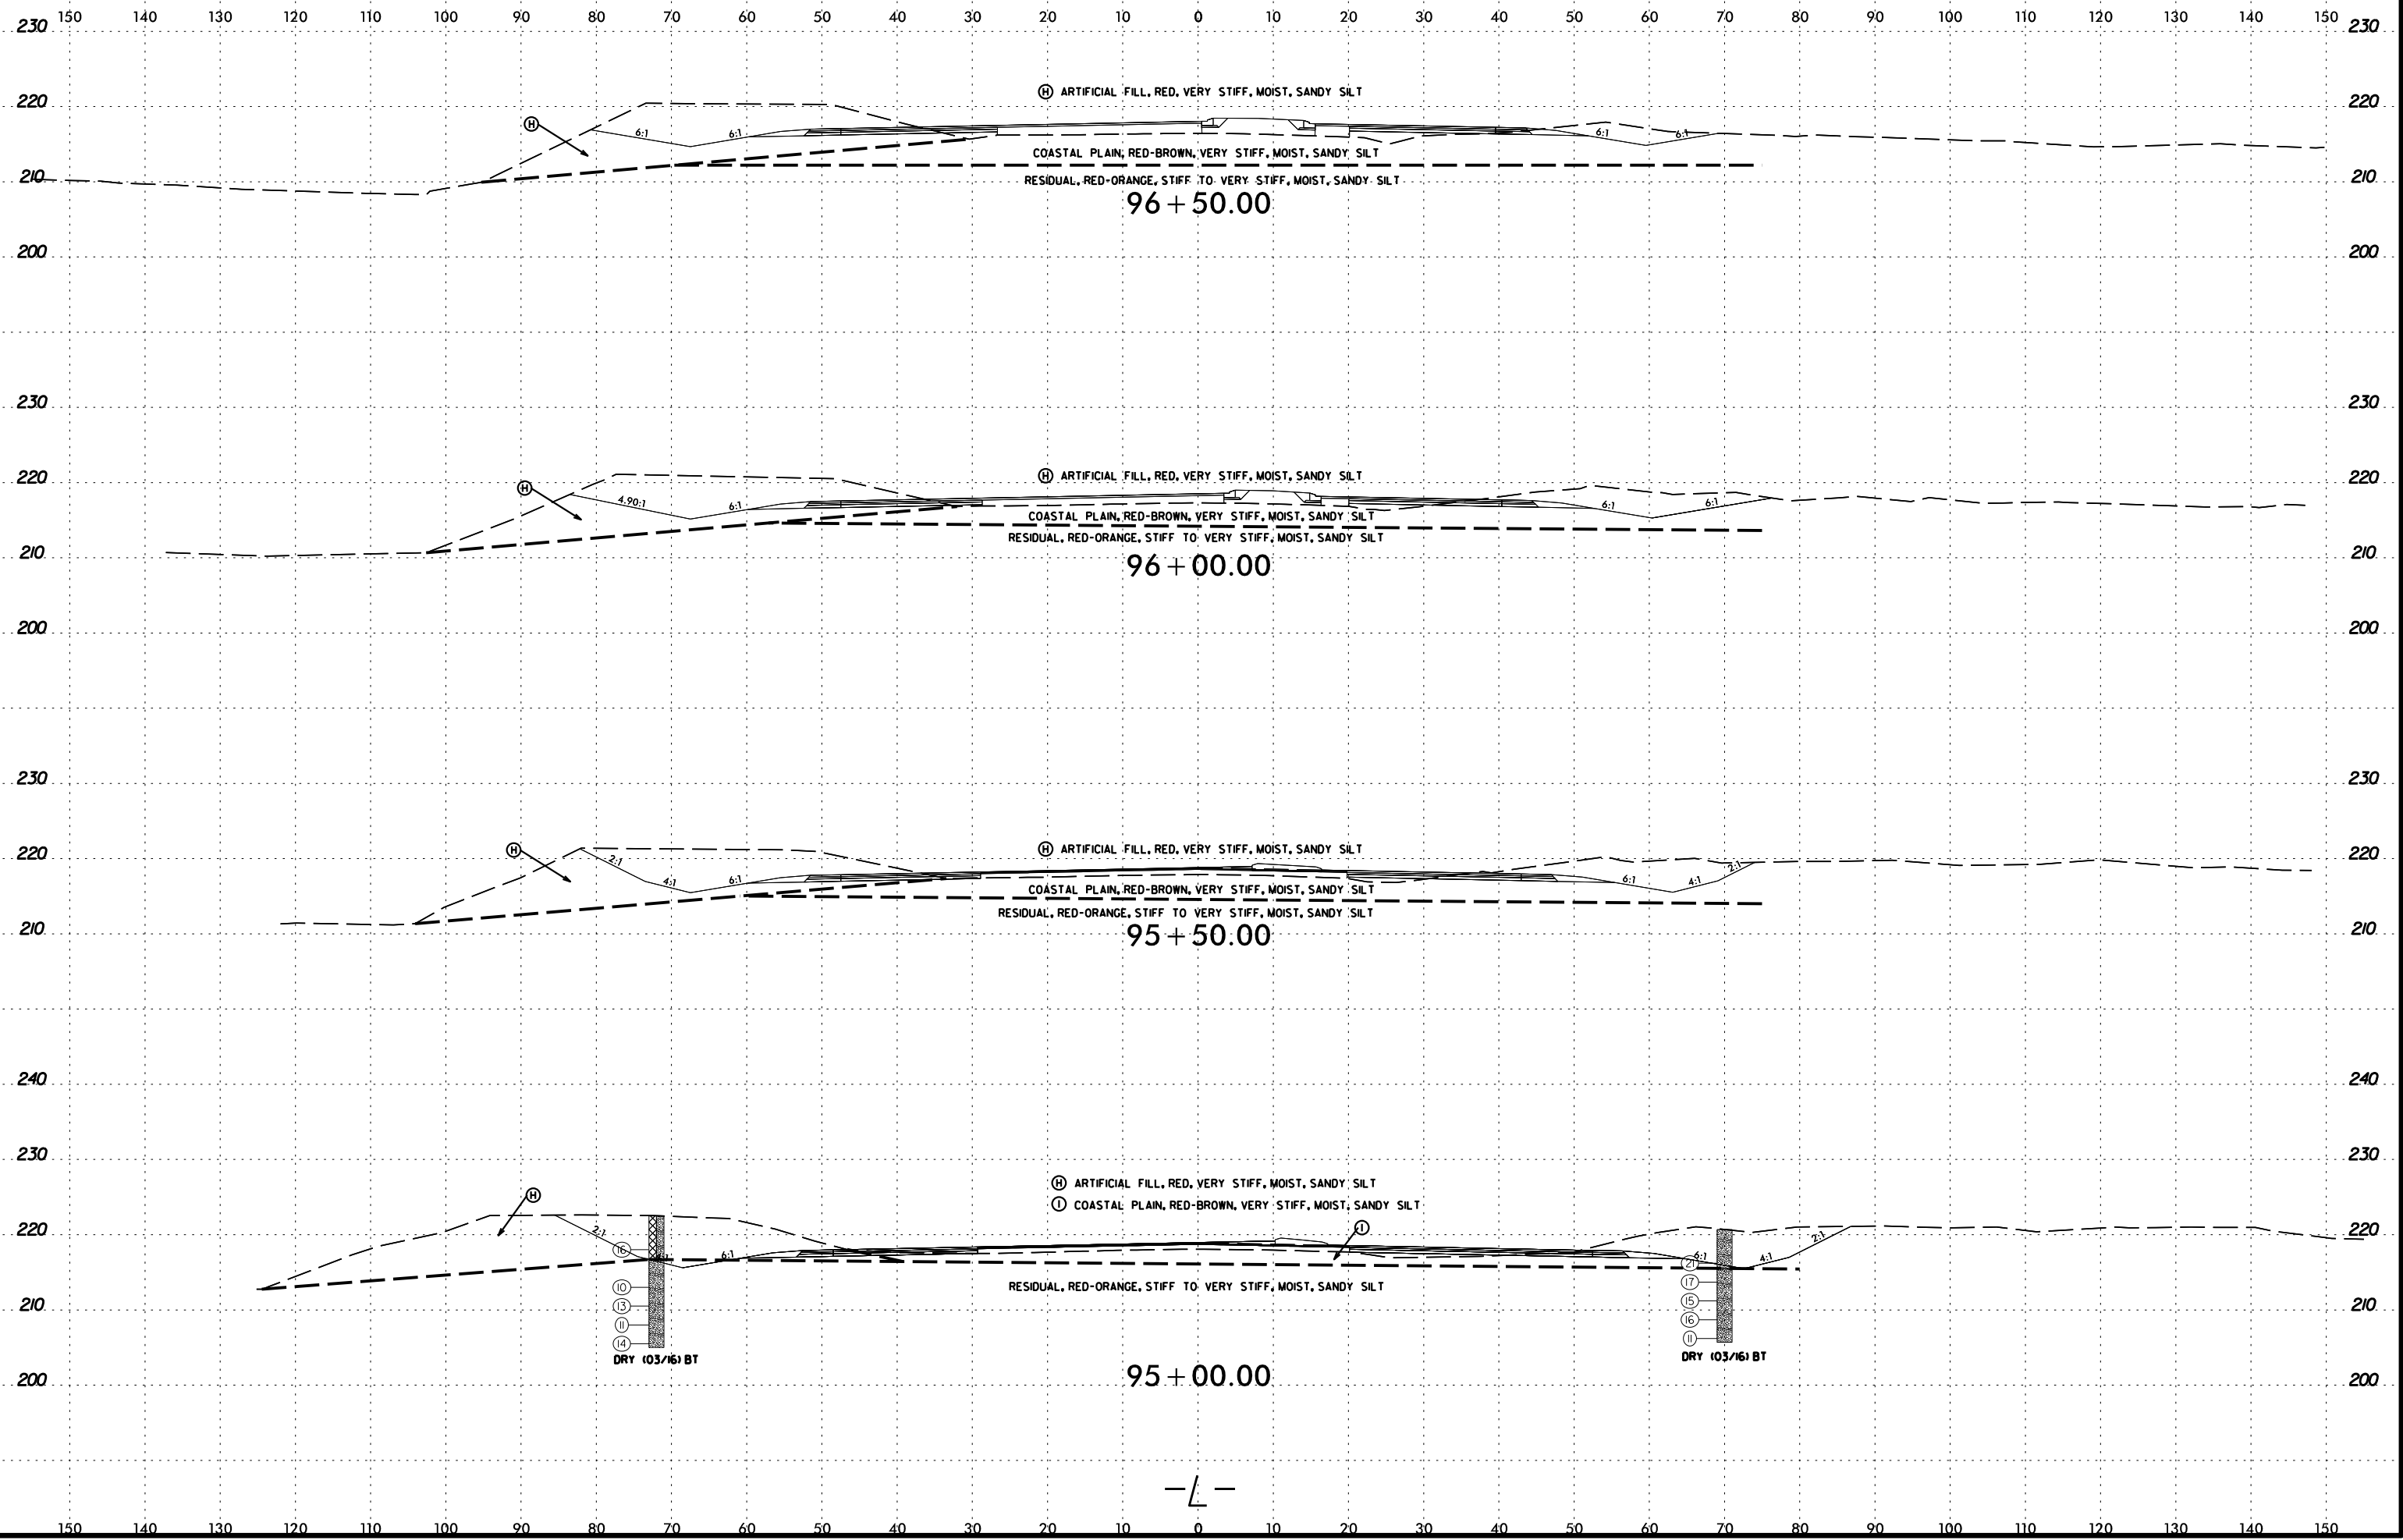 150 140 130 120 110 100 90 80 70 60 50 40 30 20 10 0 10 20 30 40 50 60 70 80 90 100 110 120 130 140 150
230 230
Ⓗ ARTIFICIAL FILL, RED, VERY STIFF, MOIST, SANDY SILT
220 220
H
6:1 6:1 6:1 6:1
COASTAL PLAIN, RED-BROWN, VERY STIFF, MOIST, SANDY SILT
210 RESIDUAL, RED-ORANGE, STIFF TO VERY STIFF, MOIST, SANDY SILT 210
96+50.00
200 200
230 230
220 Ⓗ ARTIFICIAL FILL, RED, VERY STIFF, MOIST, SANDY SILT 220
H
4.90:1 6:1 6:1 6:1
COASTAL PLAIN, RED-BROWN, VERY STIFF, MOIST, SANDY SILT
RESIDUAL, RED-ORANGE, STIFF TO VERY STIFF, MOIST, SANDY SILT
210 210
96+00.00
200 200
230 230
H Ⓗ ARTIFICIAL FILL, RED, VERY STIFF, MOIST, SANDY SILT
220 220
2:1 4:1 6:1 6:1 4:1 2:1
COASTAL PLAIN, RED-BROWN, VERY STIFF, MOIST, SANDY SILT
RESIDUAL, RED-ORANGE, STIFF TO VERY STIFF, MOIST, SANDY SILT
210 210
95+50.00
240 240
230 230
Ⓗ ARTIFICIAL FILL, RED, VERY STIFF, MOIST, SANDY SILT
H
Ⓘ COASTAL PLAIN, RED-BROWN, VERY STIFF, MOIST, SANDY SILT
I
220 220
2:1 6:1 6:1 4:1 2:1
16 21
10 RESIDUAL, RED-ORANGE, STIFF TO VERY STIFF, MOIST, SANDY SILT 17
13 15
210 210
11 16
14 11
DRY (03/16) BT DRY (03/16) BT
95+00.00
200 200
-L-
150 140 130 120 110 100 90 80 70 60 50 40 30 20 10 0 10 20 30 40 50 60 70 80 90 100 110 120 130 140 150